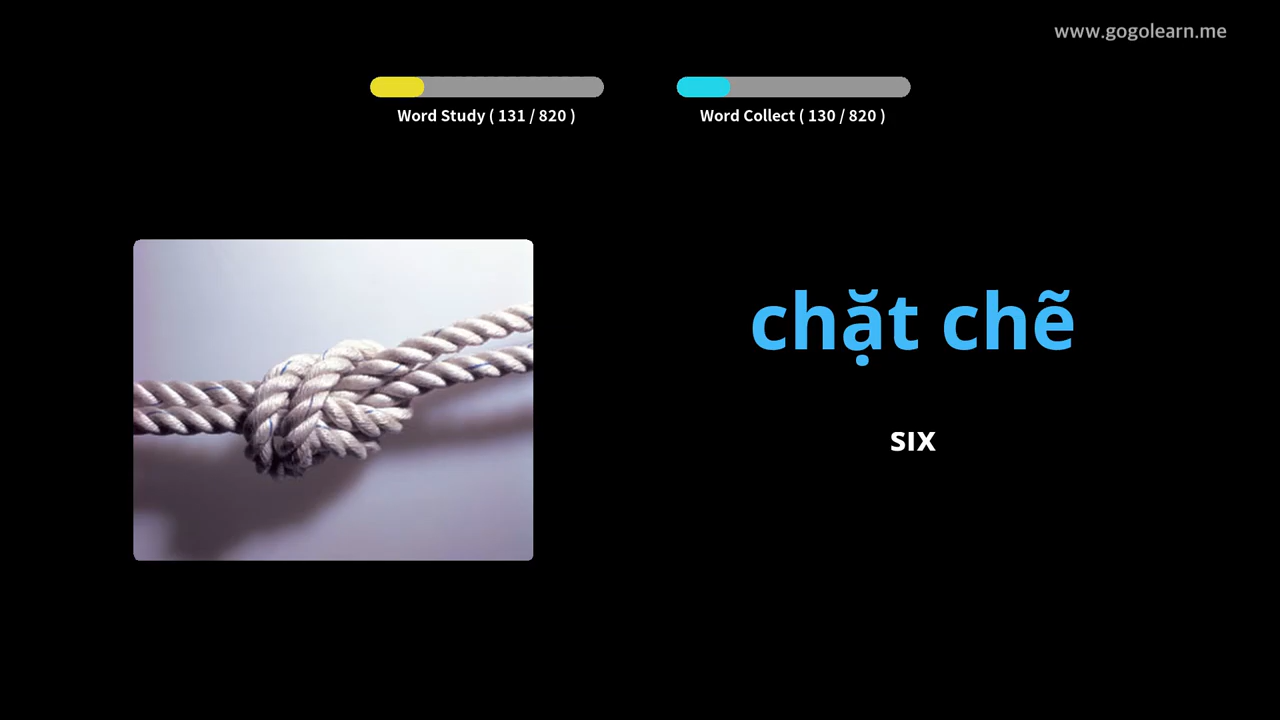 www.gogolearn.me
Word Study ( 131 / 820 )
Word Collect ( 130 / 820 )
chặt chẽ
six